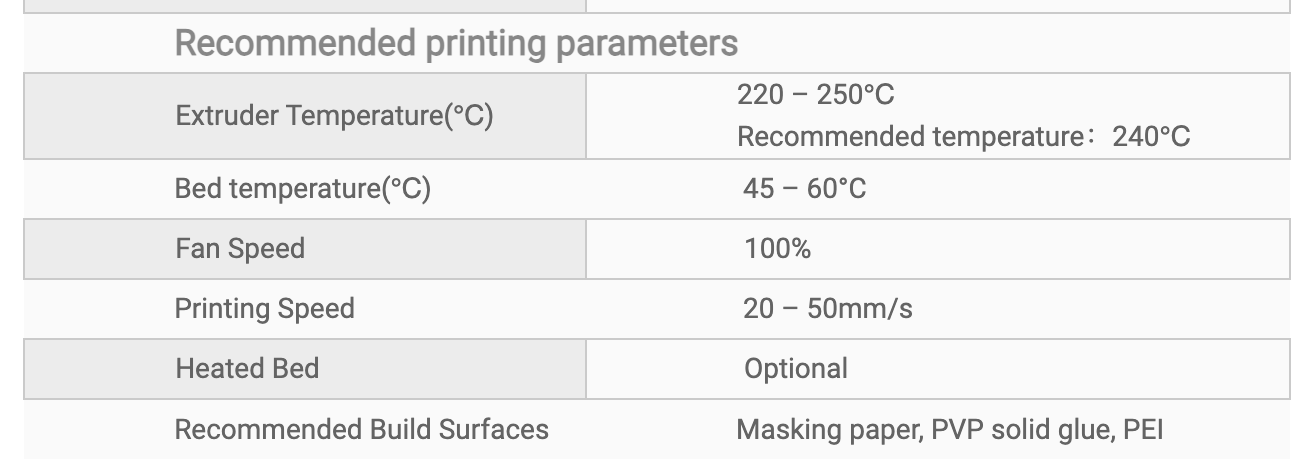 Recommended printing parameters
Extruder Temperature(°C)
220 – 250°C
Recommended temperature：240°C
Bed temperature(°C)
45 – 60°C
Fan Speed
100%
Printing Speed
20 – 50mm/s
Heated Bed
Optional
Recommended Build Surfaces
Masking paper, PVP solid glue, PEI